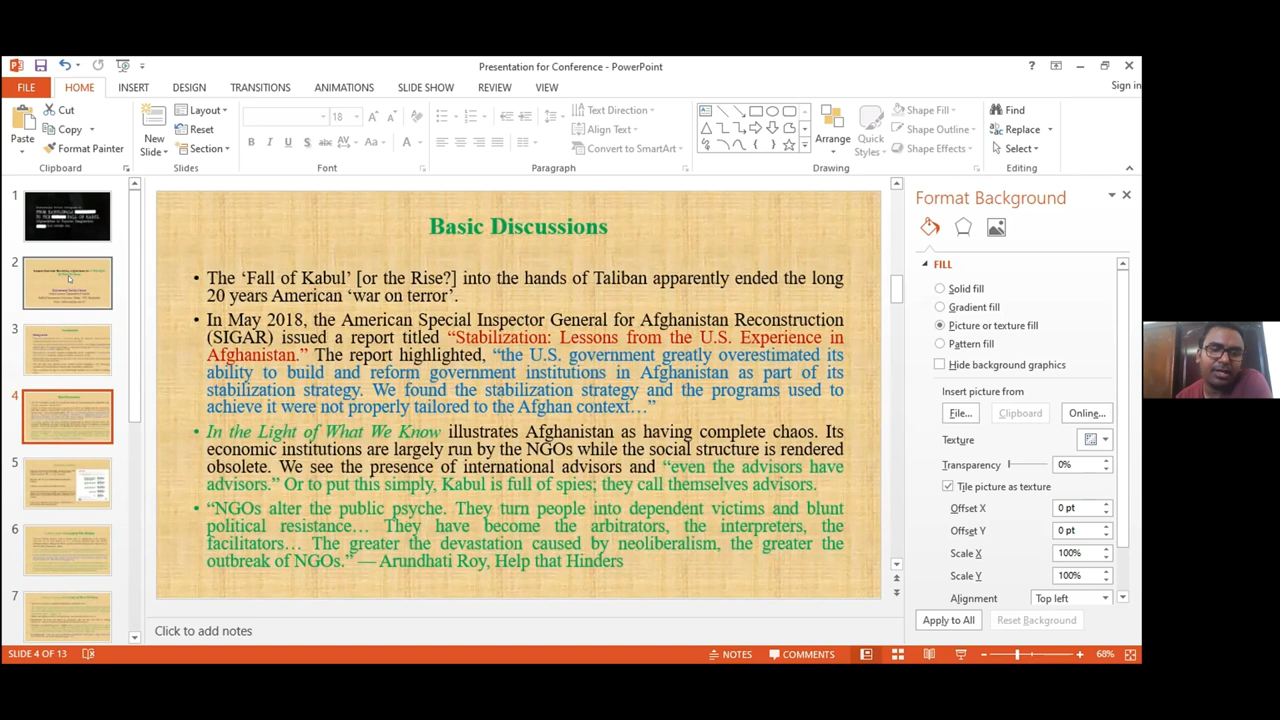 Presentation for Conference - PowerPoint
Sign in
FILE HOME INSERT DESIGN TRANSITIONS ANIMATIONS SLIDE SHOW REVIEW VIEW
Paste
Cut
Copy
Format Painter
Clipboard
New Slide
Layout
Reset
Section
Slides
18
Font
Text Direction
Align Text
Convert to SmartArt
Paragraph
Arrange
Quick Styles
Shape Fill
Shape Outline
Shape Effects
Drawing
Find
Replace
Select
Editing
1
2
3
4
5
6
7
Basic Discussions
• The ‘Fall of Kabul’ [or the Rise?] into the hands of Taliban apparently ended the long
20 years American ‘war on terror’.
• In May 2018, the American Special Inspector General for Afghanistan Reconstruction
(SIGAR) issued a report titled “Stabilization: Lessons from the U.S. Experience in
Afghanistan.” The report highlighted, “the U.S. government greatly overestimated its
ability to build and reform government institutions in Afghanistan as part of its
stabilization strategy. We found the stabilization strategy and the programs used to
achieve it were not properly tailored to the Afghan context…”
• In the Light of What We Know illustrates Afghanistan as having complete chaos. Its
economic institutions are largely run by the NGOs while the social structure is rendered
obsolete. We see the presence of international advisors and “even the advisors have
advisors.” Or to put this simply, Kabul is full of spies; they call themselves advisors.
• “NGOs alter the public psyche. They turn people into dependent victims and blunt
political resistance… They have become the arbitrators, the interpreters, the
facilitators… The greater the devastation caused by neoliberalism, the greater the
outbreak of NGOs.” — Arundhati Roy, Help that Hinders
Click to add notes
Format Background
FILL
Solid fill
Gradient fill
Picture or texture fill
Pattern fill
Hide background graphics
Insert picture from
File... Clipboard Online...
Texture
Transparency 0%
Tile picture as texture
Offset X 0 pt
Offset Y 0 pt
Scale X 100%
Scale Y 100%
Alignment Top left
Apply to All Reset Background
SLIDE 4 OF 13 NOTES COMMENTS 68%